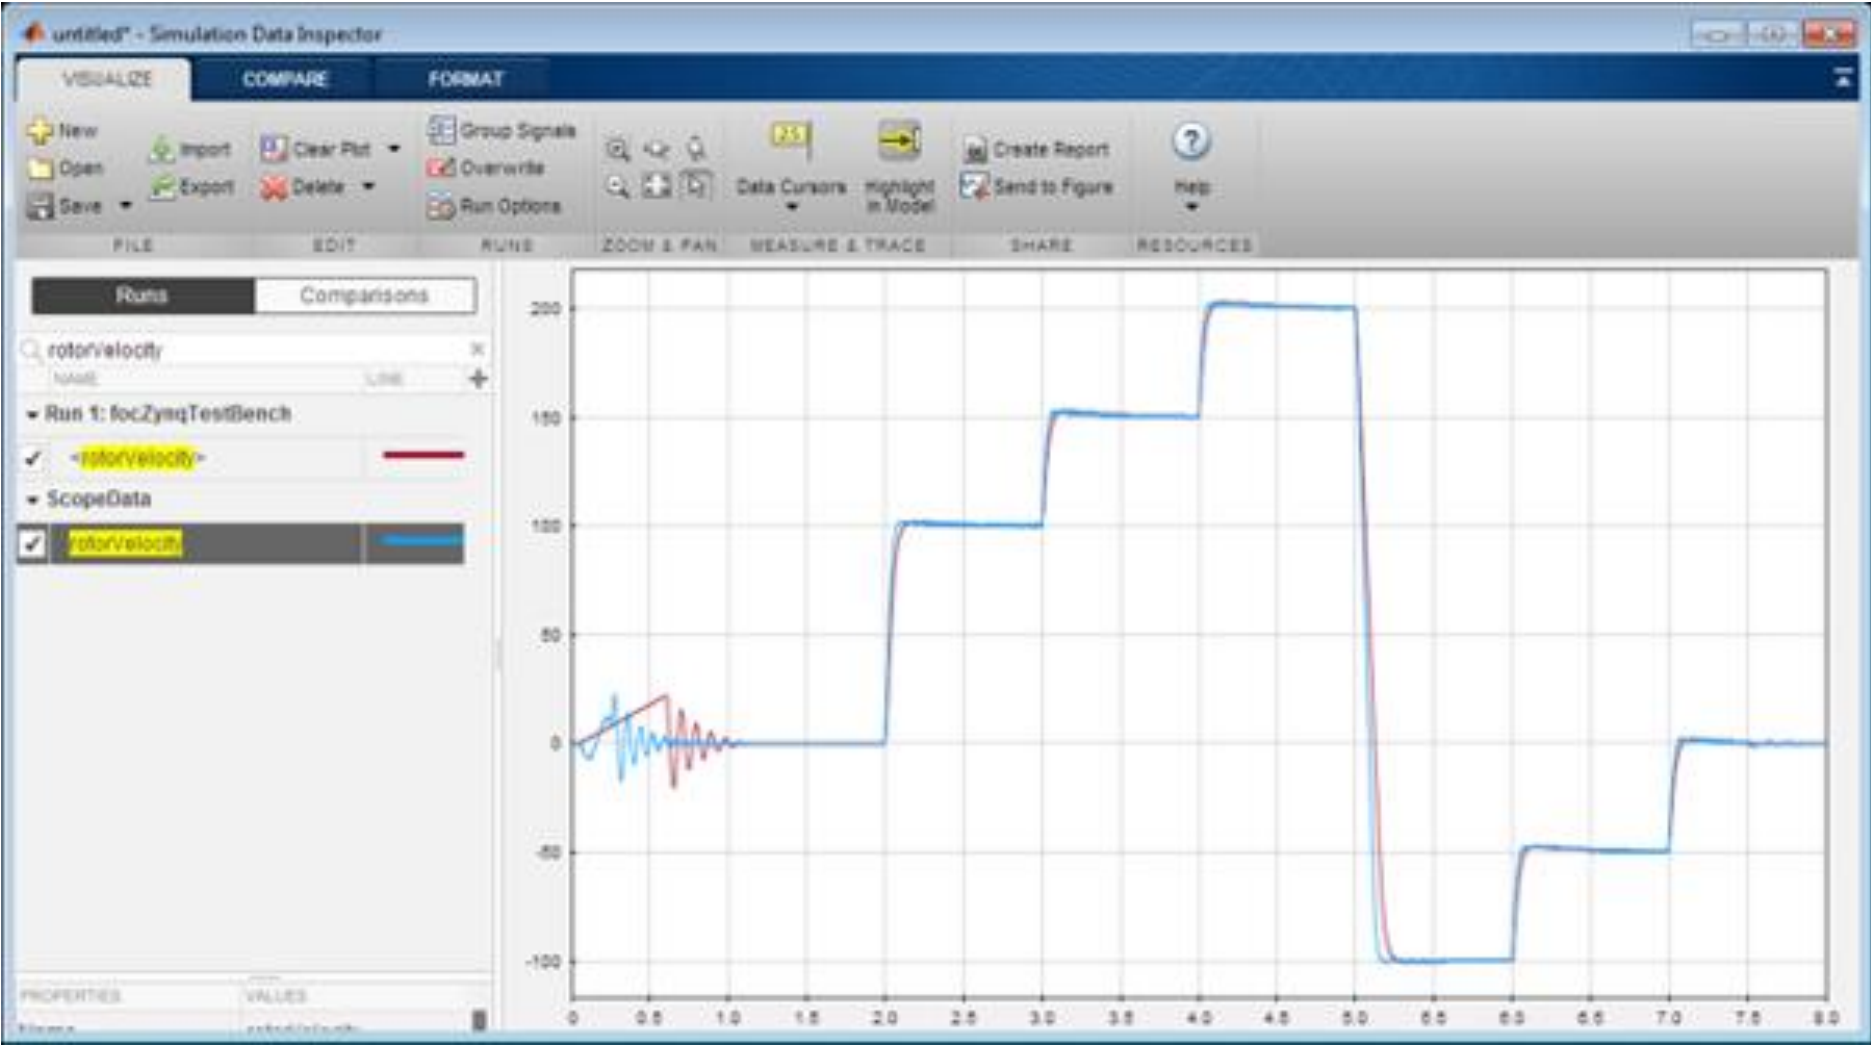 untitled* - Simulation Data Inspector
VISUALIZE COMPARE FORMAT
New
Open
Save
Import
Export
Clear Plot
Delete
Group Signals
Overwrite
Run Options
Data Cursors
Highlight in Model
Create Report
Send to Figure
Help
FILE EDIT RUNS ZOOM & PAN MEASURE & TRACE SHARE RESOURCES
Runs Comparisons
rotorVelocity
NAME LINE
Run 1: focZynqTestBench
<rotorVelocity>
ScopeData
rotorVelocity
PROPERTIES VALUES
Name rotorVelocity
200
150
100
50
0
-50
-100
0 0.5 1.0 1.5 2.0 2.5 3.0 3.5 4.0 4.5 5.0 5.5 6.0 6.5 7.0 7.5 8.0